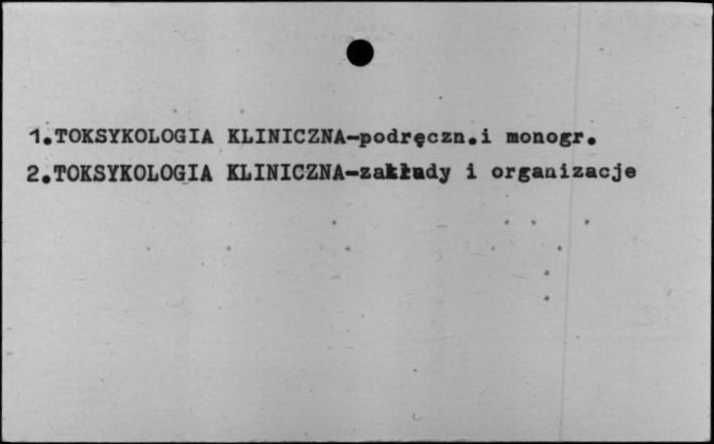 1.TOKSYKOLOGIA KLINICZNA-podręczn.i monogr.
2.TOKSYKOLOGIA KLINICZNA-zakłady i organizacje